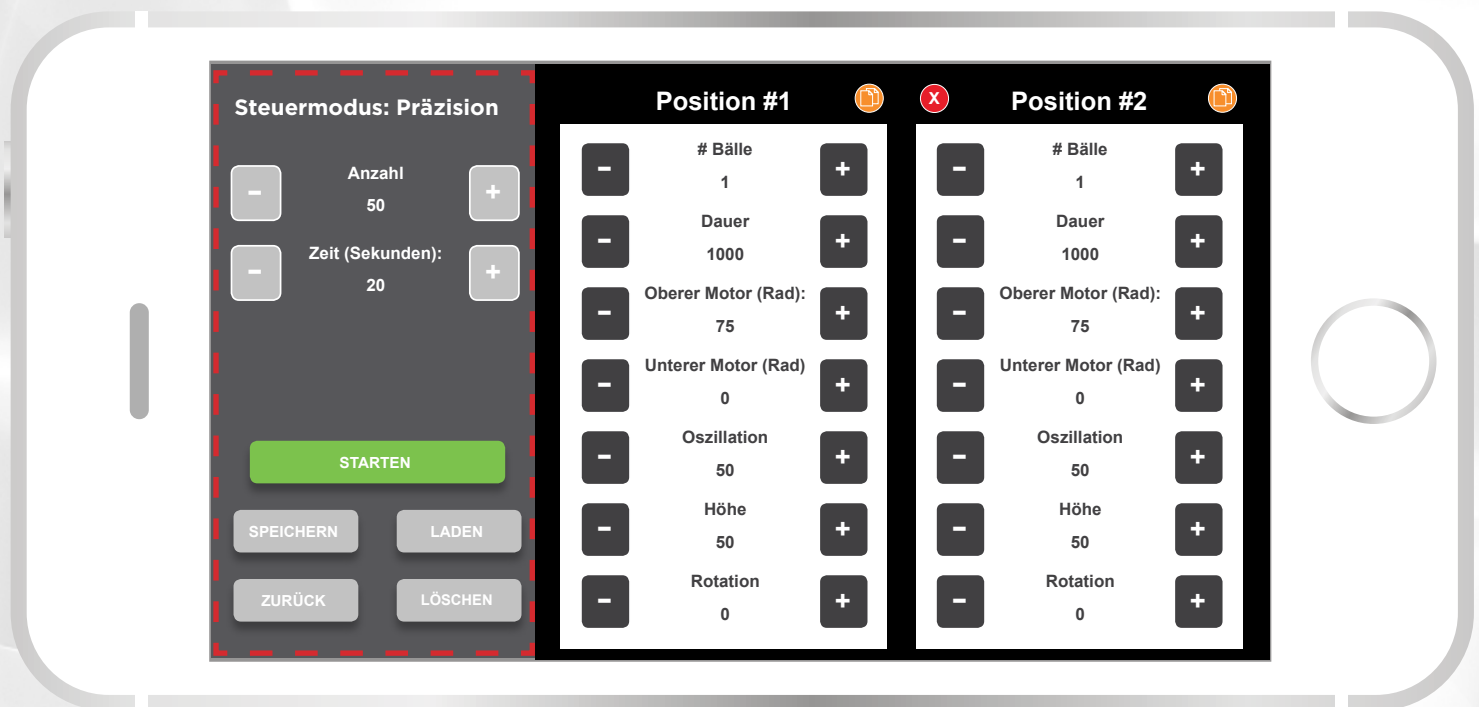 Steuermodus: Präzision
- Anzahl +
50
- Zeit (Sekunden): +
20
STARTEN
SPEICHERN LADEN
ZURÜCK LÖSCHEN
Position #1
- # Bälle +
1
- Dauer +
1000
- Oberer Motor (Rad): +
75
- Unterer Motor (Rad) +
0
- Oszillation +
50
- Höhe +
50
- Rotation +
0
X Position #2
- # Bälle +
1
- Dauer +
1000
- Oberer Motor (Rad): +
75
- Unterer Motor (Rad) +
0
- Oszillation +
50
- Höhe +
50
- Rotation +
0